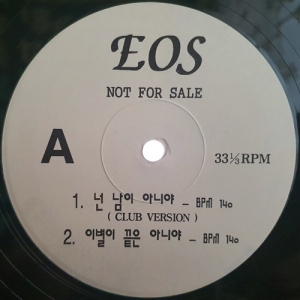 EOS
NOT FOR SALE
A
33⅓RPM
1. 넌 남이 아니야 – BPM 140
( CLUB VERSION )
2. 이별이 끝은 아니야 – BPM 140